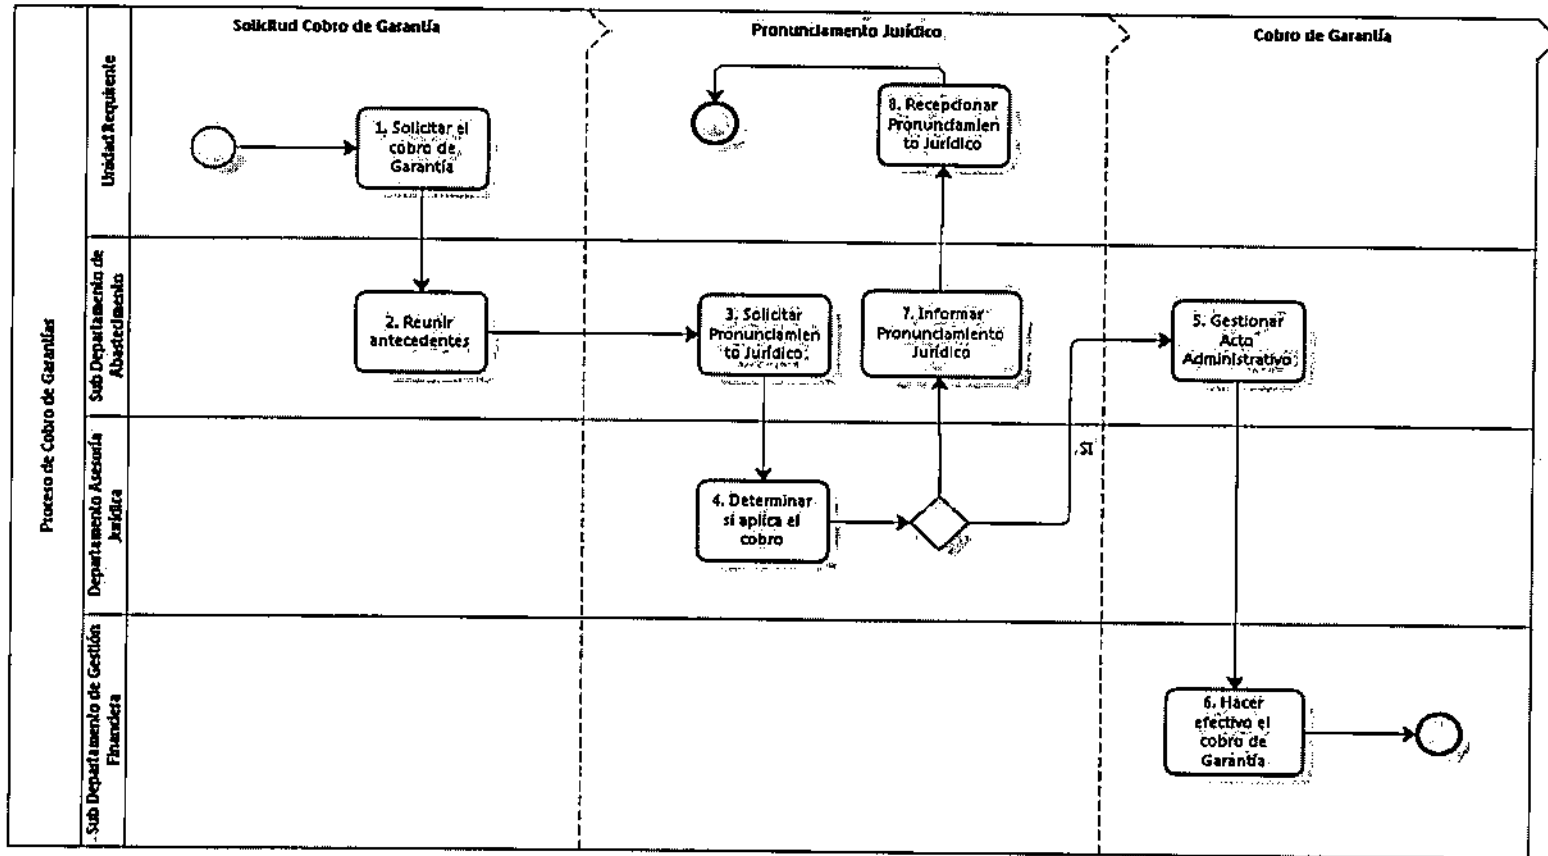 Solicitud Cobro de Garantía
Pronunciamento Jurídico
Cobro de Garantía
Proceso de Cobro de Garantías
Unidad Requirente
1. Solicitar el
cobro de
Garantía
8. Recepcionar
Pronunciamien
to Jurídico
Sub Departamento de
Abastecimento
2. Reunir
antecedentes
3. Solicitar
Pronunciamien
to Jurídico
7. Informar
Pronunciamiento
Jurídico
5. Gestionar
Acto
Administrativo
Departamento Asesoría
Jurídica
4. Determinar
si aplica el
cobro
SI
Sub Departamento de Gestión
Financiera
6. Hacer
efectivo el
cobro de
Garantía